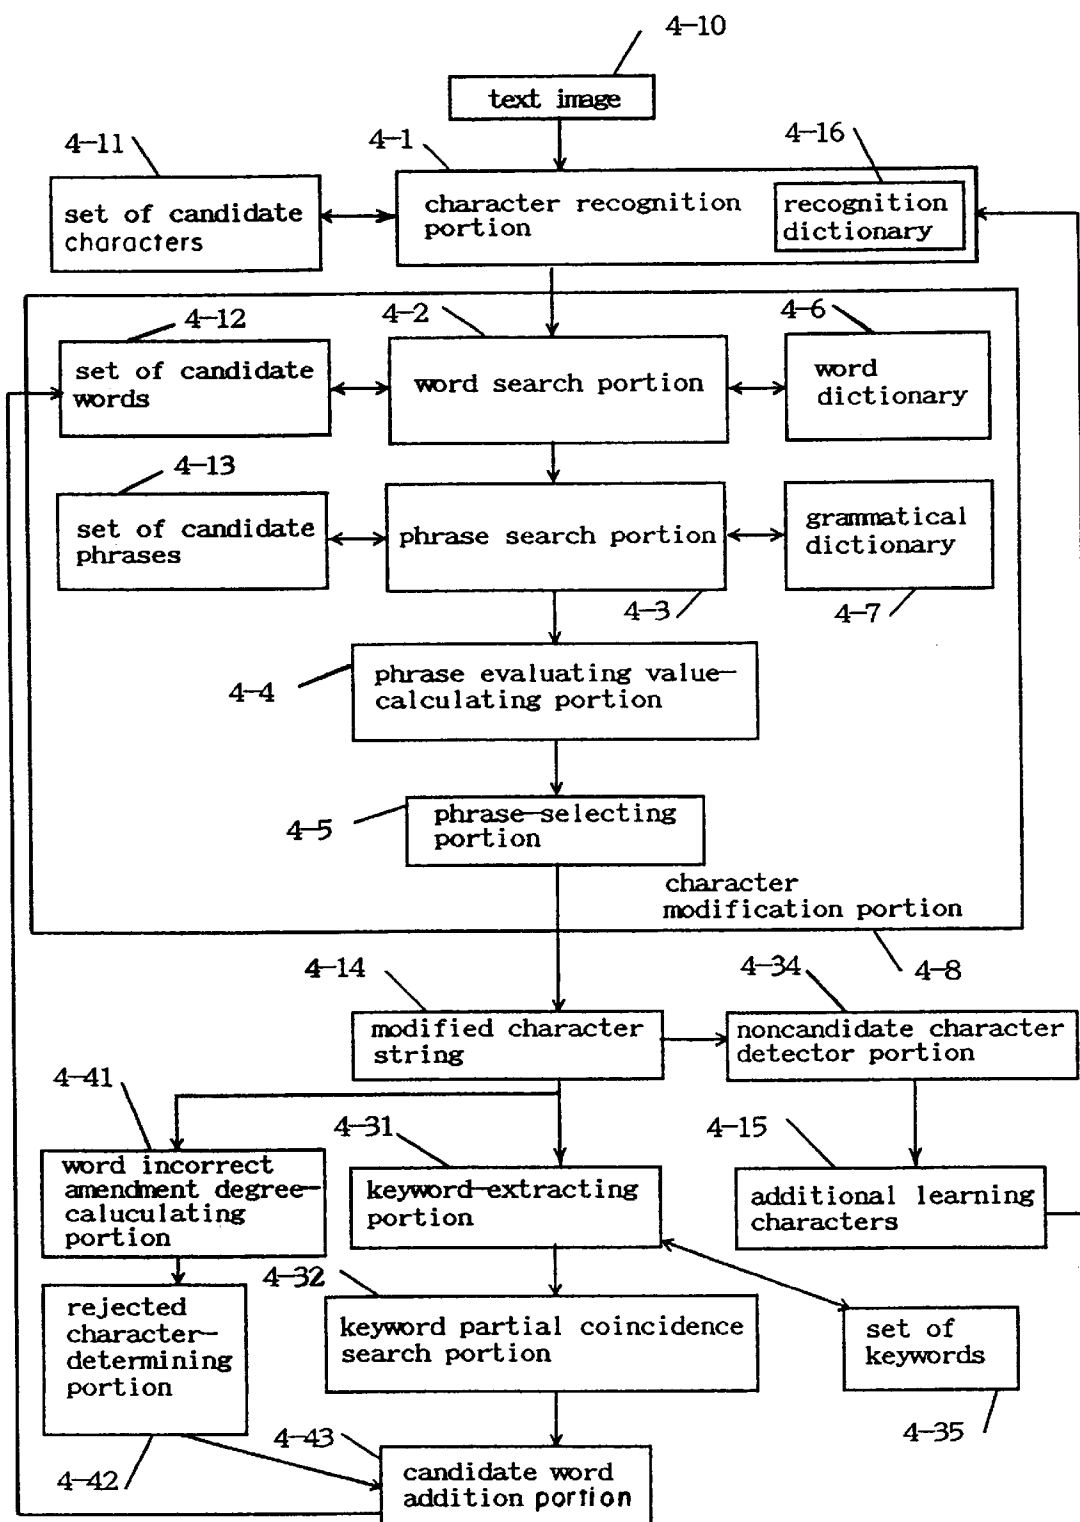 4-10
text image
4-11
4-1
4-16
set of candidate
characters
character recognition
portion
recognition
dictionary
4-12
4-2
4-6
set of candidate
words
word search portion
word
dictionary
4-13
set of candidate
phrases
phrase search portion
grammatical
dictionary
4-3
4-7
4-4
phrase evaluating value-
calculating portion
4-5
phrase-selecting
portion
character
modification portion
4-8
4-14
4-34
modified character
string
noncandidate character
detector portion
4-41
4-31
4-15
word incorrect
amendment degree-
caluculating
portion
keyword-extracting
portion
additional learning
characters
4-32
rejected
character-
determining
portion
keyword partial coincidence
search portion
set of
keywords
4-35
4-42
4-43
candidate word
addition portion